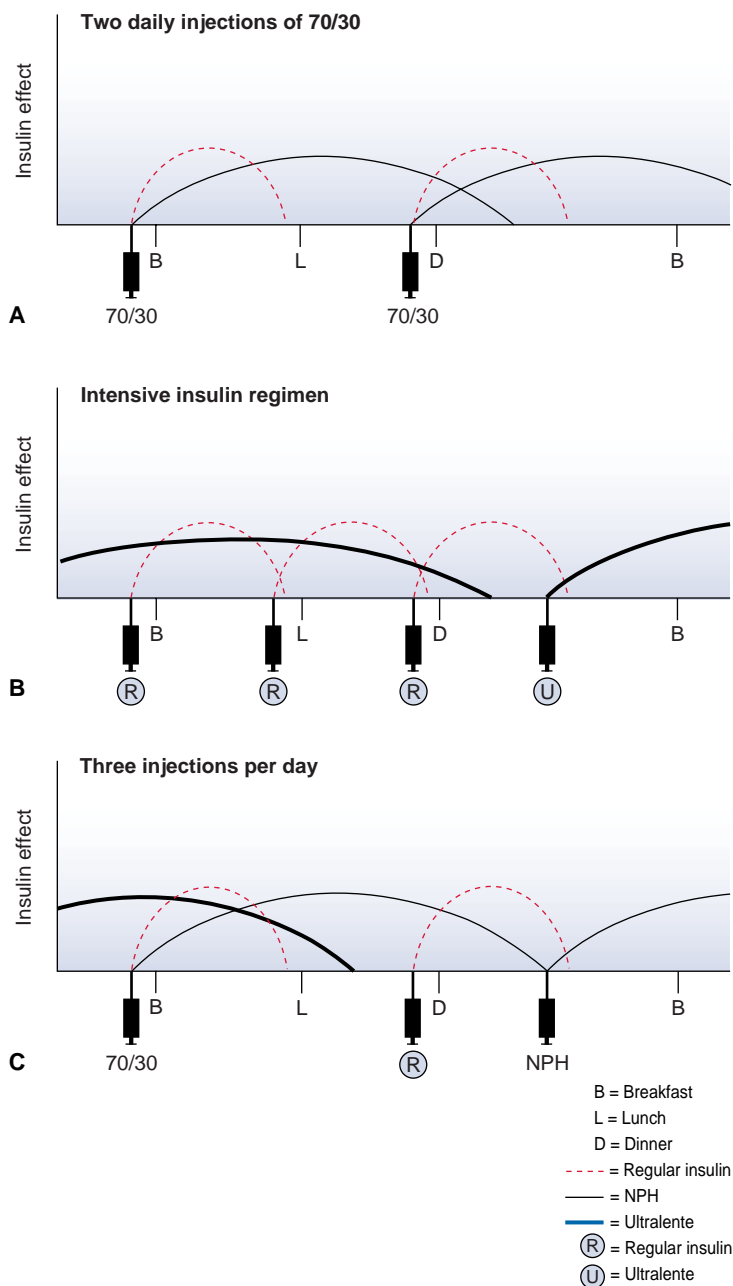 Two daily injections of 70/30
Insulin effect
B L D B
70/30 70/30
A
Intensive insulin regimen
Insulin effect
B L D B
B
R R R U
Three injections per day
Insulin effect
B L D B
70/30 R NPH
C
B = Breakfast
L = Lunch
D = Dinner
= Regular insulin
= NPH
= Ultralente
R = Regular insulin
U = Ultralente